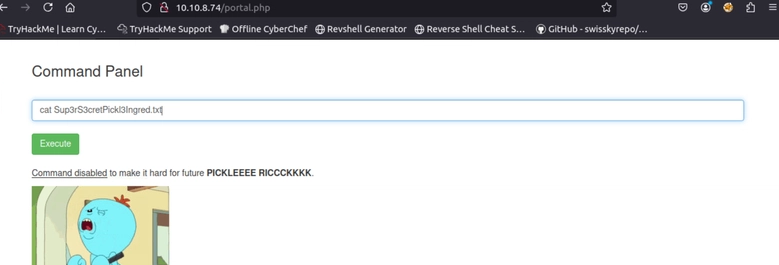 10.10.8.74/portal.php
TryHackMe | Learn Cy… TryHackMe Support Offline CyberChef Revshell Generator Reverse Shell Cheat S… GitHub - swisskyrepo/…
Command Panel
cat Sup3rS3cretPickl3Ingred.txt
Execute
Command disabled to make it hard for future PICKLEEEE RICCCKKKK.